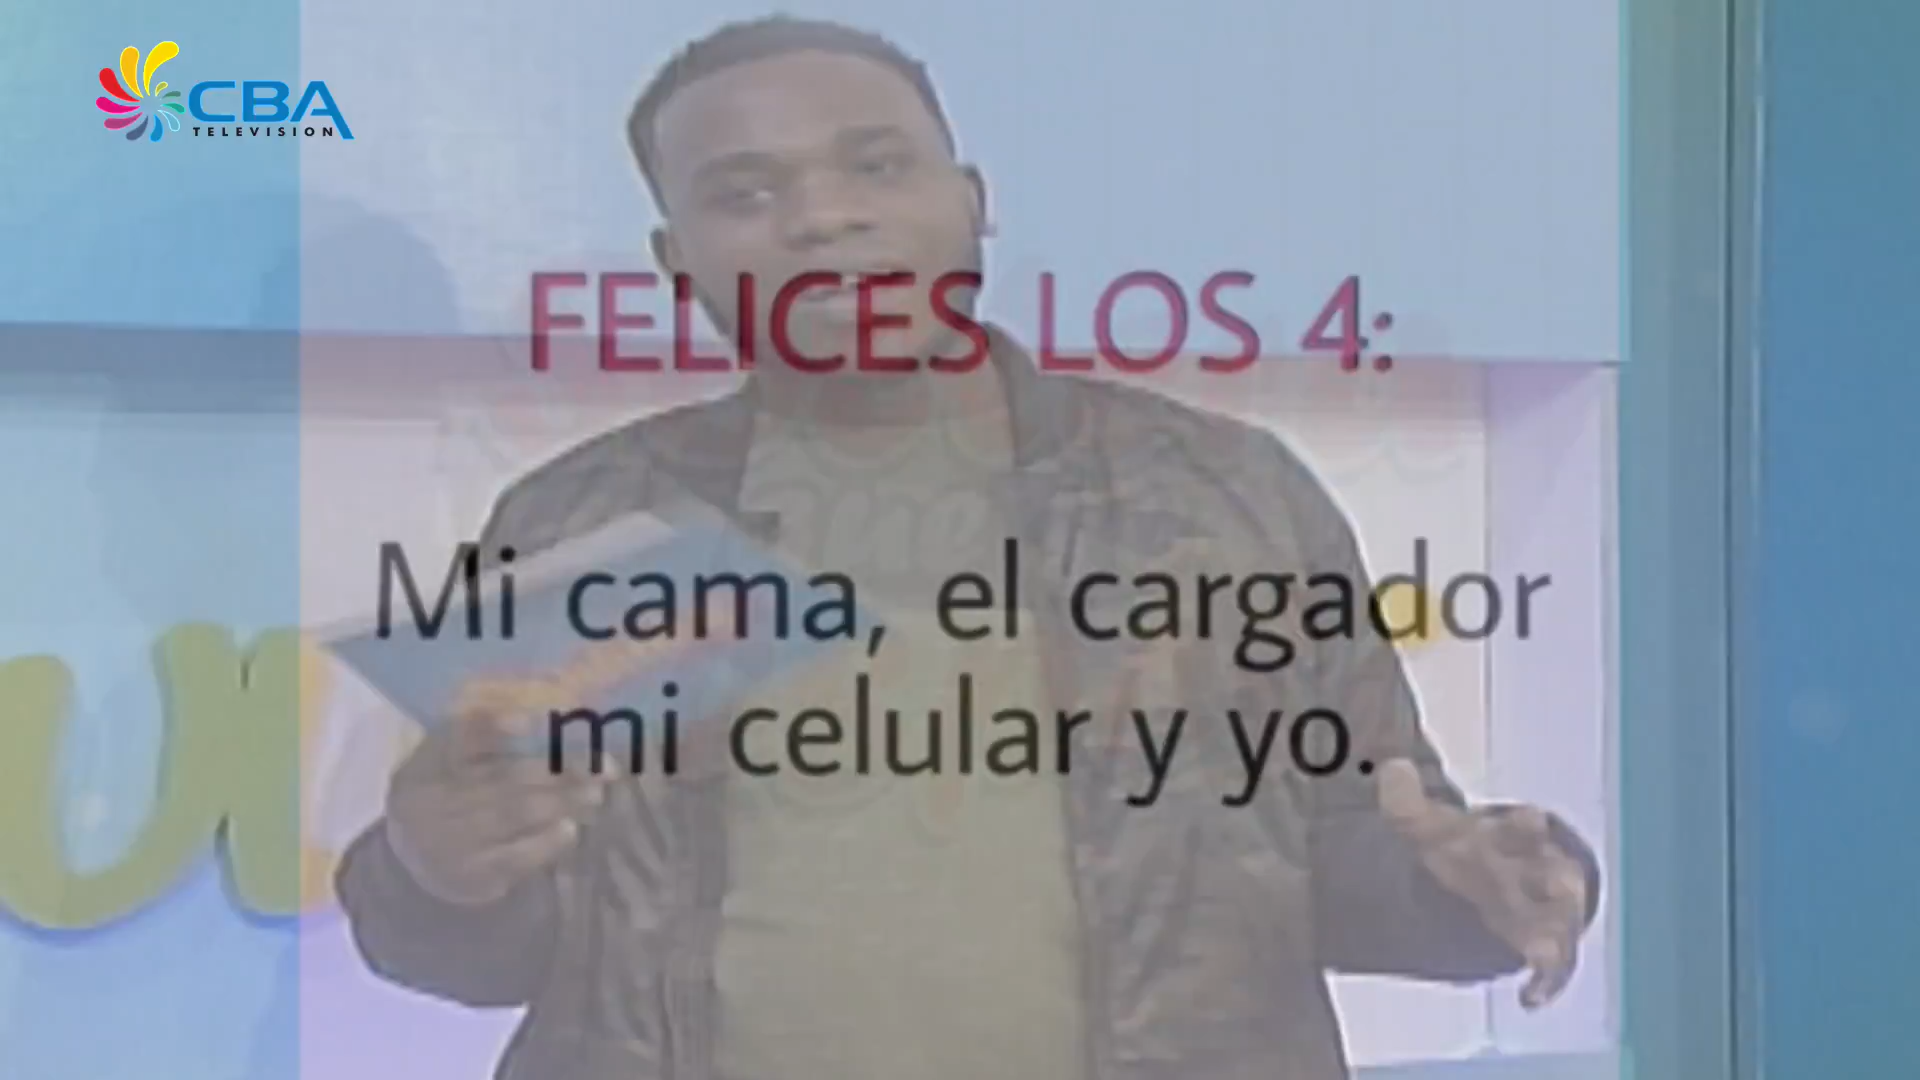 CBA
TELEVISION
FELICES LOS 4:
Mi cama, el cargador
mi celular y yo.